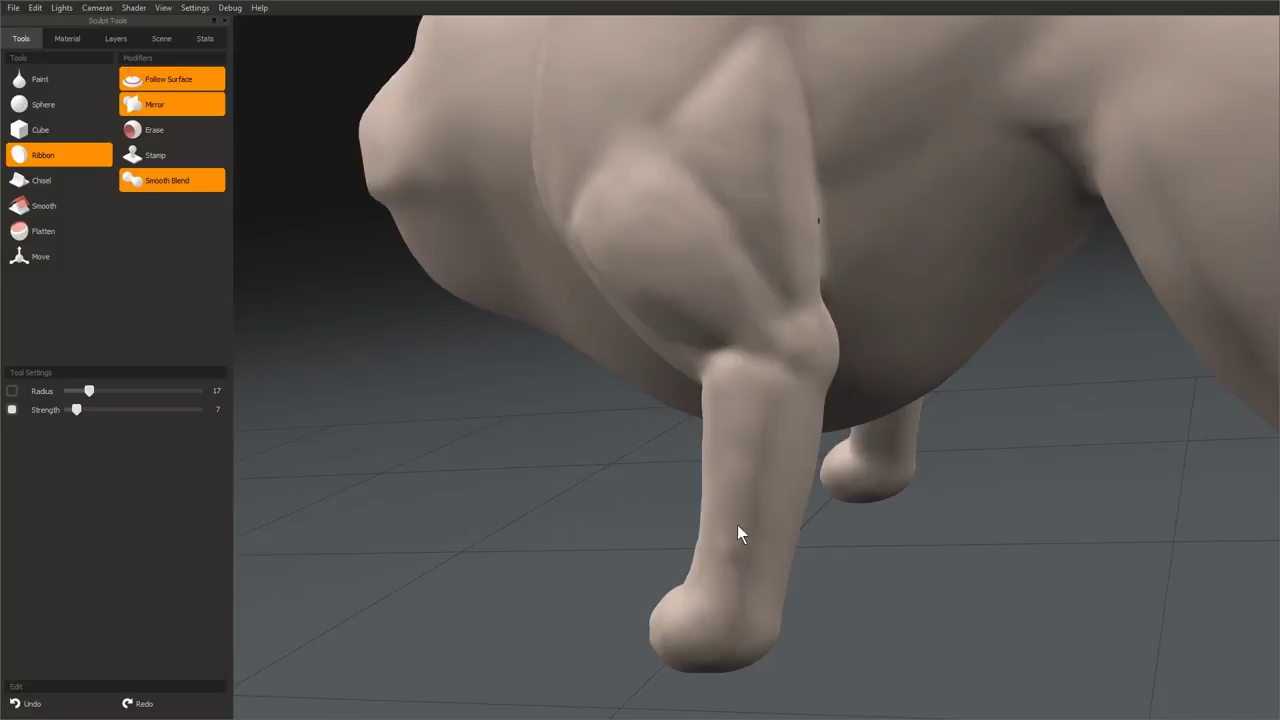 File Edit Lights Cameras Shader View Settings Debug Help
Sculpt Tools
Tools Material Layers Scene Stats
Tools Modifiers
Paint Follow Surface
Sphere Mirror
Cube Erase
Ribbon Stamp
Chisel Smooth Blend
Smooth
Flatten
Move
Tool Settings
Radius 17
Strength 7
Edit
Undo Redo